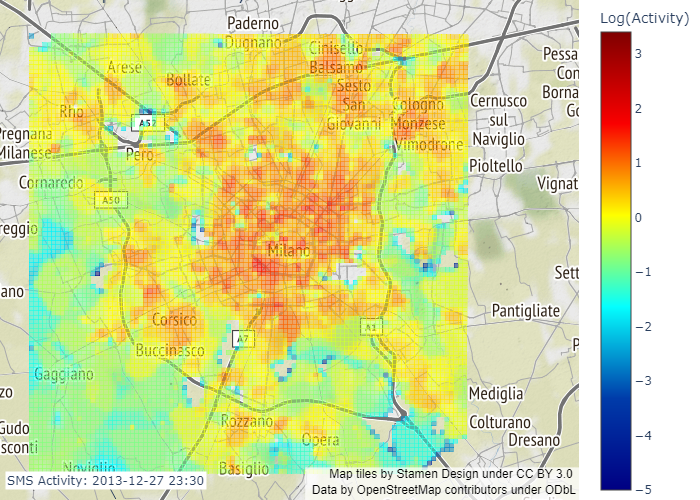 Paderno
Dugnano
Log(Activity)
Cinisello
Balsamo
Arese
Bollate
Sesto
San
Giovanni
Rho
Cologno
Monzese
Vimodrone
Cernusco
sul
Naviglio
Pessa
Con
Borna
Go
A52
Pregnana
Milanese
Pero
Pioltello
Cornaredo
Vignat
A50
reggio
Milano
Sett
ano
Pantigliate
Corsico
A1
A7
Buccinasco
P
Gaggiano
zo
Mediglia
Rozzano
Colturano
Gudo
sconti
Opera
Dresano
Noviglio
Basiglio
SMS Activity: 2013-12-27 23:30
Map tiles by Stamen Design under CC BY 3.0
Data by OpenStreetMap contributors under ODbL
3
2
1
0
−1
−2
−3
−4
−5